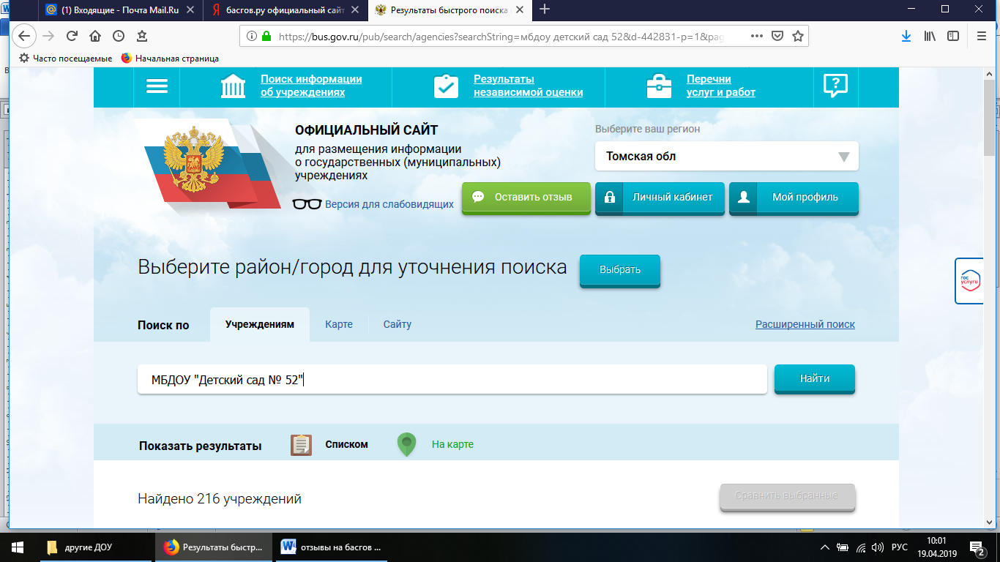 (1) Входящие - Почта Mail.Ru
басгов.ру официальный сайт
Результаты быстрого поиска
https://bus.gov.ru/pub/search/agencies?searchString=мбдоу детский сад 52&d-442831-p=1&pag
Часто посещаемые
Начальная страница
Поиск информации
об учреждениях
Результаты
независимой оценки
Перечни
услуг и работ
ОФИЦИАЛЬНЫЙ САЙТ
для размещения информации
о государственных (муниципальных)
учреждениях
Версия для слабовидящих
Выберите ваш регион
Томская обл
Оставить отзыв
Личный кабинет
Мой профиль
Выберите район/город для уточнения поиска
Выбрать
гос
услуги
Поиск по
Учреждениям
Карте
Сайту
Расширенный поиск
МБДОУ "Детский сад № 52"
Найти
Показать результаты
Списком
На карте
Найдено 216 учреждений
Сравнить выбранные
другие ДОУ
Результаты быстр...
отзывы на басгов ...
РУС
10:01
19.04.2019
2